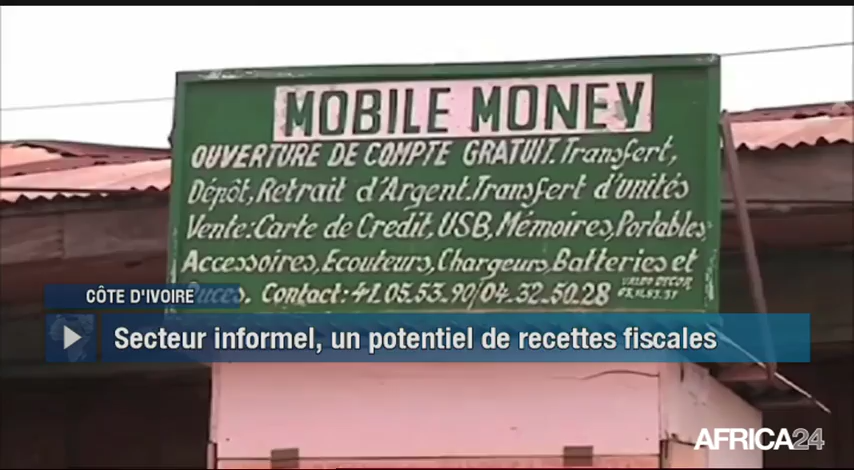 MOBILE MONEY
OUVERTURE DE COMPTE GRATUIT. Transfert,
Dépôt, Retrait d'Argent. Transfert d'unités
Vente: Carte de Credit, USB, Mémoires, Portables,
Accessoires, Ecouteurs, Chargeurs, Batteries et
Puces. Contact: 41.05.53.90/04.32.50.28
CÔTE D'IVOIRE
Secteur informel, un potentiel de recettes fiscales
AFRICA24